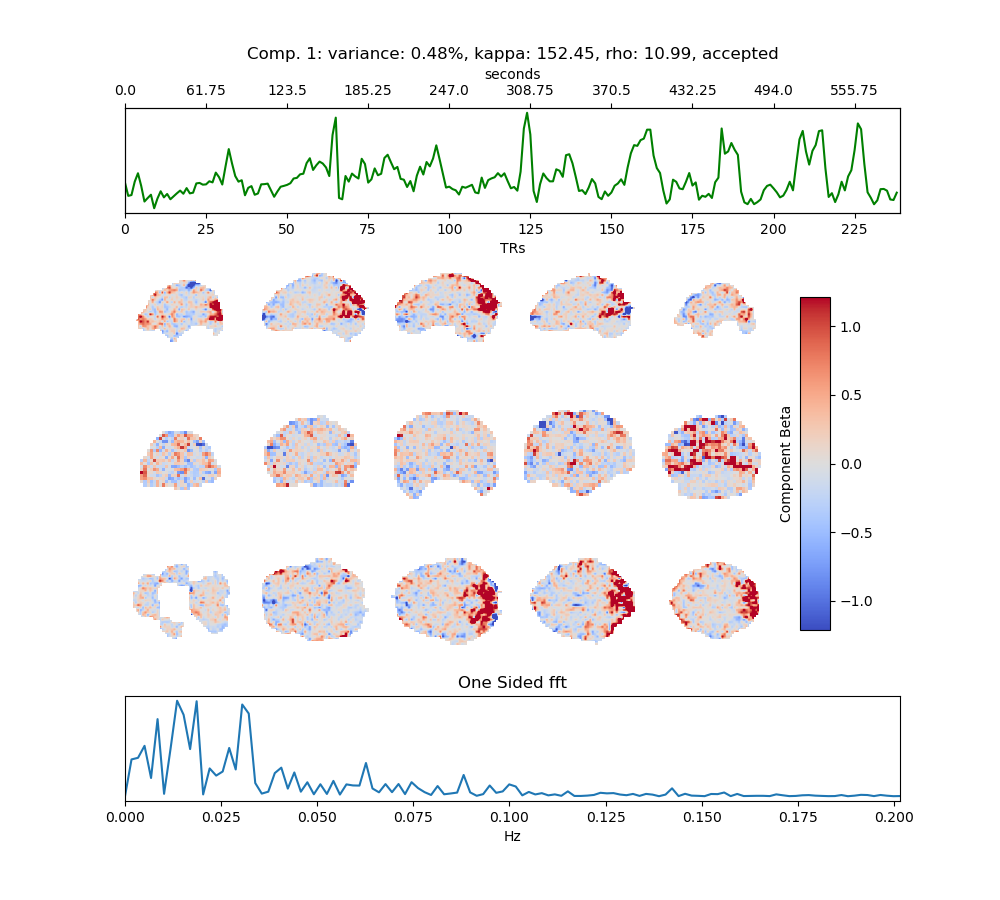 Comp. 1: variance: 0.48%, kappa: 152.45, rho: 10.99, accepted
seconds
0.0 61.75 123.5 185.25 247.0 308.75 370.5 432.25 494.0 555.75
0 25 50 75 100 125 150 175 200 225
TRs
1.0
0.5
0.0
−0.5
−1.0
Component Beta
One Sided fft
0.000 0.025 0.050 0.075 0.100 0.125 0.150 0.175 0.200
Hz